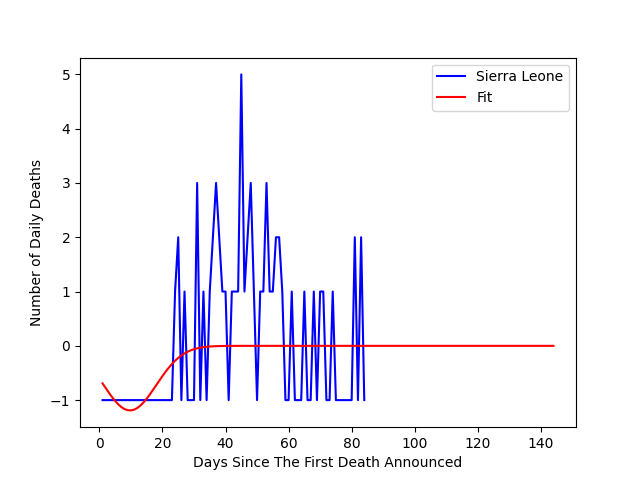 Sierra Leone
Fit
5
4
3
2
1
0
−1
Number of Daily Deaths
0 20 40 60 80 100 120 140
Days Since The First Death Announced